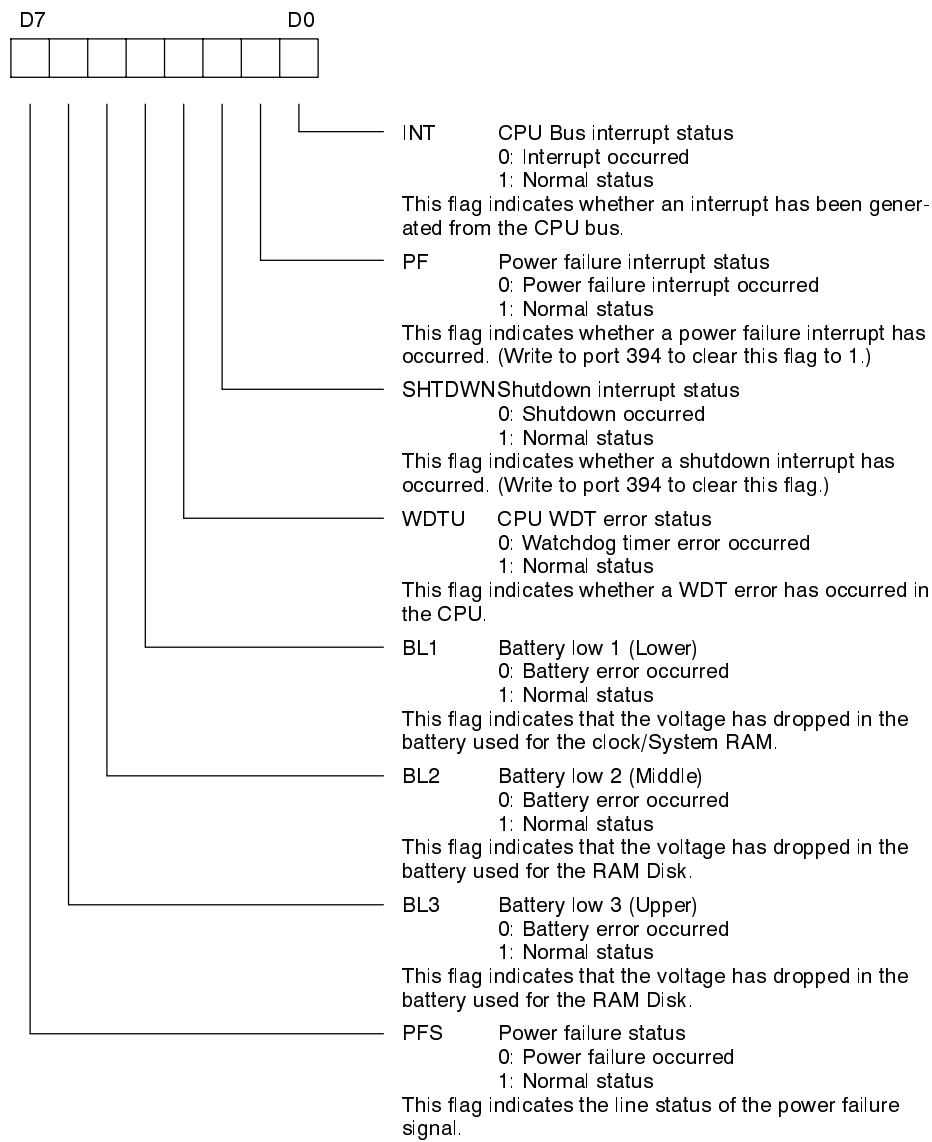 D7 D0
INT CPU Bus interrupt status
0: Interrupt occurred
1: Normal status
This flag indicates whether an interrupt has been gener-
ated from the CPU bus.
PF Power failure interrupt status
0: Power failure interrupt occurred
1: Normal status
This flag indicates whether a power failure interrupt has
occurred. (Write to port 394 to clear this flag to 1.)
SHTDWNShutdown interrupt status
0: Shutdown occurred
1: Normal status
This flag indicates whether a shutdown interrupt has
occurred. (Write to port 394 to clear this flag.)
WDTU CPU WDT error status
0: Watchdog timer error occurred
1: Normal status
This flag indicates whether a WDT error has occurred in
the CPU.
BL1 Battery low 1 (Lower)
0: Battery error occurred
1: Normal status
This flag indicates that the voltage has dropped in the
battery used for the clock/System RAM.
BL2 Battery low 2 (Middle)
0: Battery error occurred
1: Normal status
This flag indicates that the voltage has dropped in the
battery used for the RAM Disk.
BL3 Battery low 3 (Upper)
0: Battery error occurred
1: Normal status
This flag indicates that the voltage has dropped in the
battery used for the RAM Disk.
PFS Power failure status
0: Power failure occurred
1: Normal status
This flag indicates the line status of the power failure
signal.